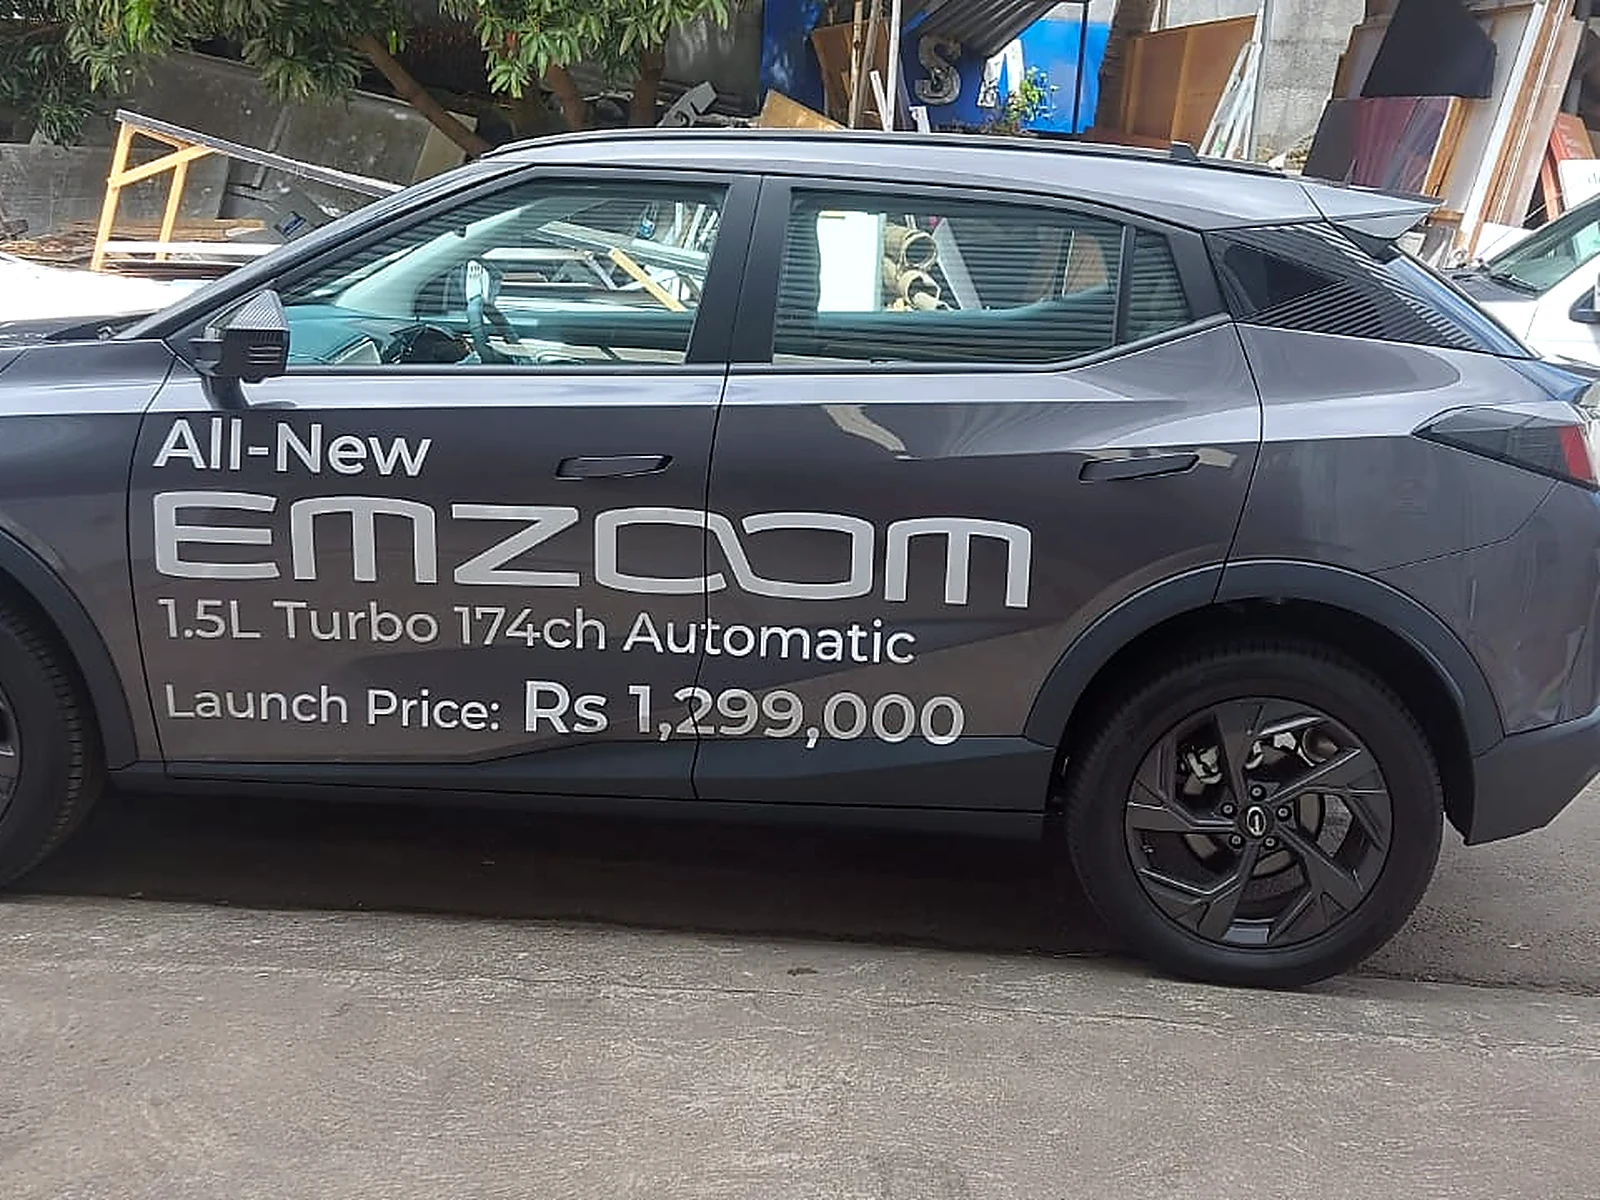 All-New
EMZOOM
1.5L Turbo 174ch Automatic
Launch Price: Rs 1,299,000
S